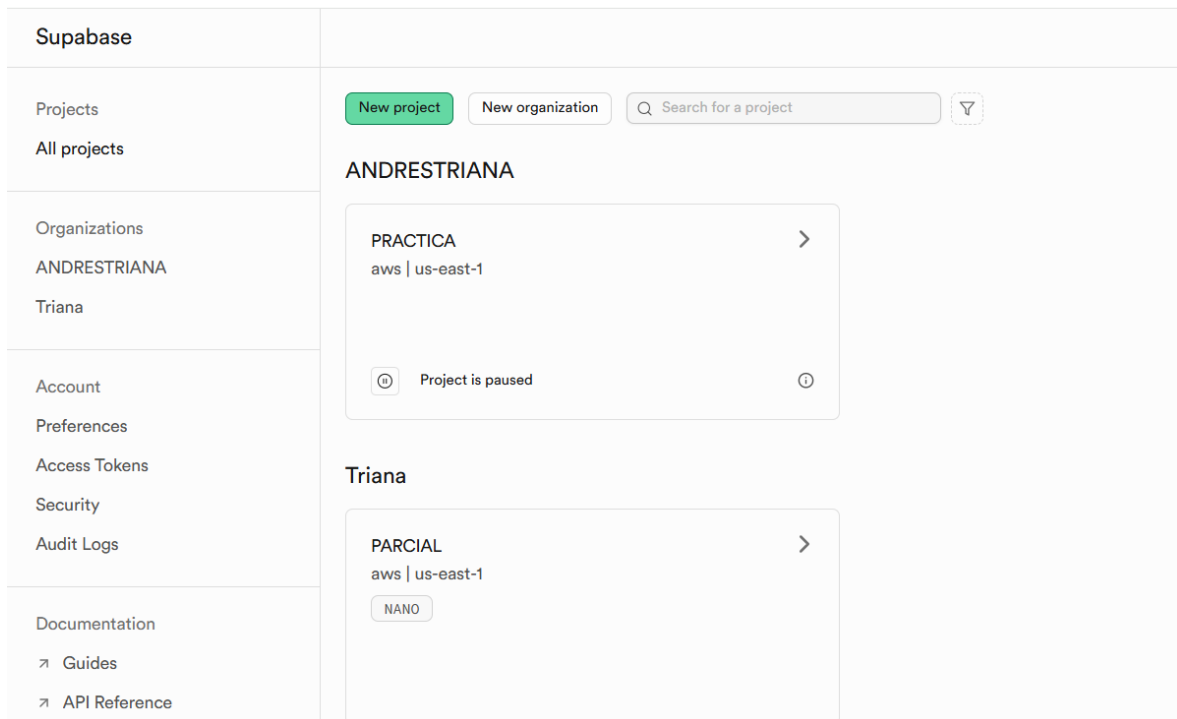 Supabase
Projects
All projects
Organizations
ANDRESTRIANA
Triana
Account
Preferences
Access Tokens
Security
Audit Logs
Documentation
Guides
API Reference
New project
New organization
Search for a project
ANDRESTRIANA
PRACTICA
aws | us-east-1
Project is paused
Triana
PARCIAL
aws | us-east-1
NANO